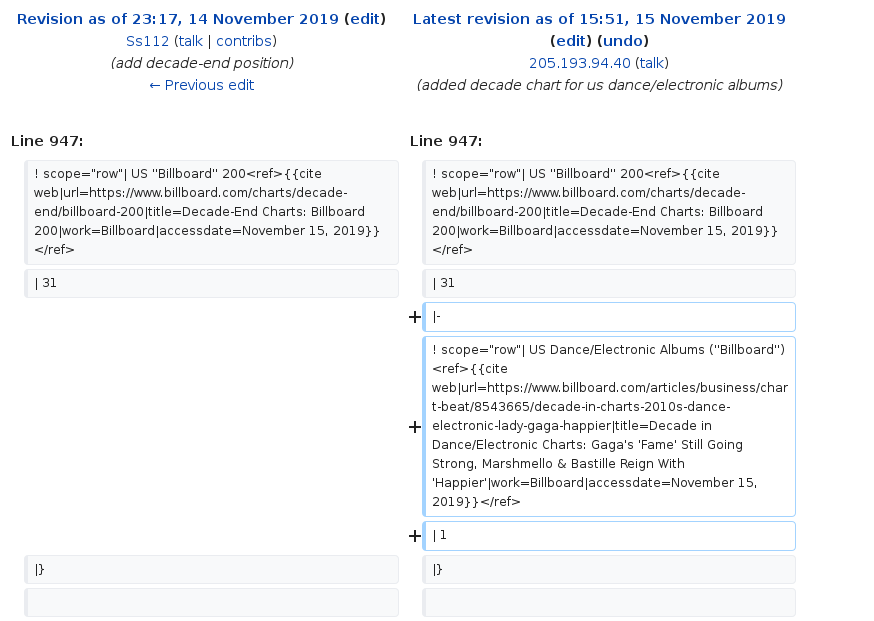 Revision as of 23:17, 14 November 2019 (edit)
Ss112 (talk | contribs)
(add decade-end position)
← Previous edit
Latest revision as of 15:51, 15 November 2019
(edit) (undo)
205.193.94.40 (talk)
(added decade chart for us dance/electronic albums)
Line 947:
Line 947:
! scope="row"| US ''Billboard'' 200<ref>{{cite
web|url=https://www.billboard.com/charts/decade-
end/billboard-200|title=Decade-End Charts: Billboard
200|work=Billboard|accessdate=November 15, 2019}}
</ref>
! scope="row"| US ''Billboard'' 200<ref>{{cite
web|url=https://www.billboard.com/charts/decade-
end/billboard-200|title=Decade-End Charts: Billboard
200|work=Billboard|accessdate=November 15, 2019}}
</ref>
| 31
| 31
+ |-
! scope="row"| US Dance/Electronic Albums (''Billboard'')
<ref>{{cite
web|url=https://www.billboard.com/articles/business/char
t-beat/8543665/decade-in-charts-2010s-dance-
+ electronic-lady-gaga-happier|title=Decade in
Dance/Electronic Charts: Gaga's 'Fame' Still Going
Strong, Marshmello & Bastille Reign With
'Happier'|work=Billboard|accessdate=November 15,
2019}}</ref>
+ | 1
|}
|}